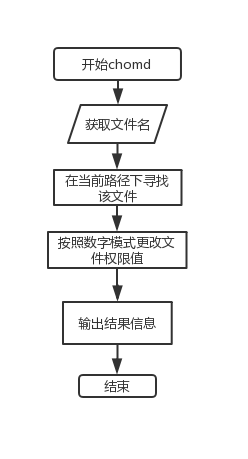 开始chomd
获取文件名
在当前路径下寻找
该文件
按照数字模式更改文
件权限值
输出结果信息
结束